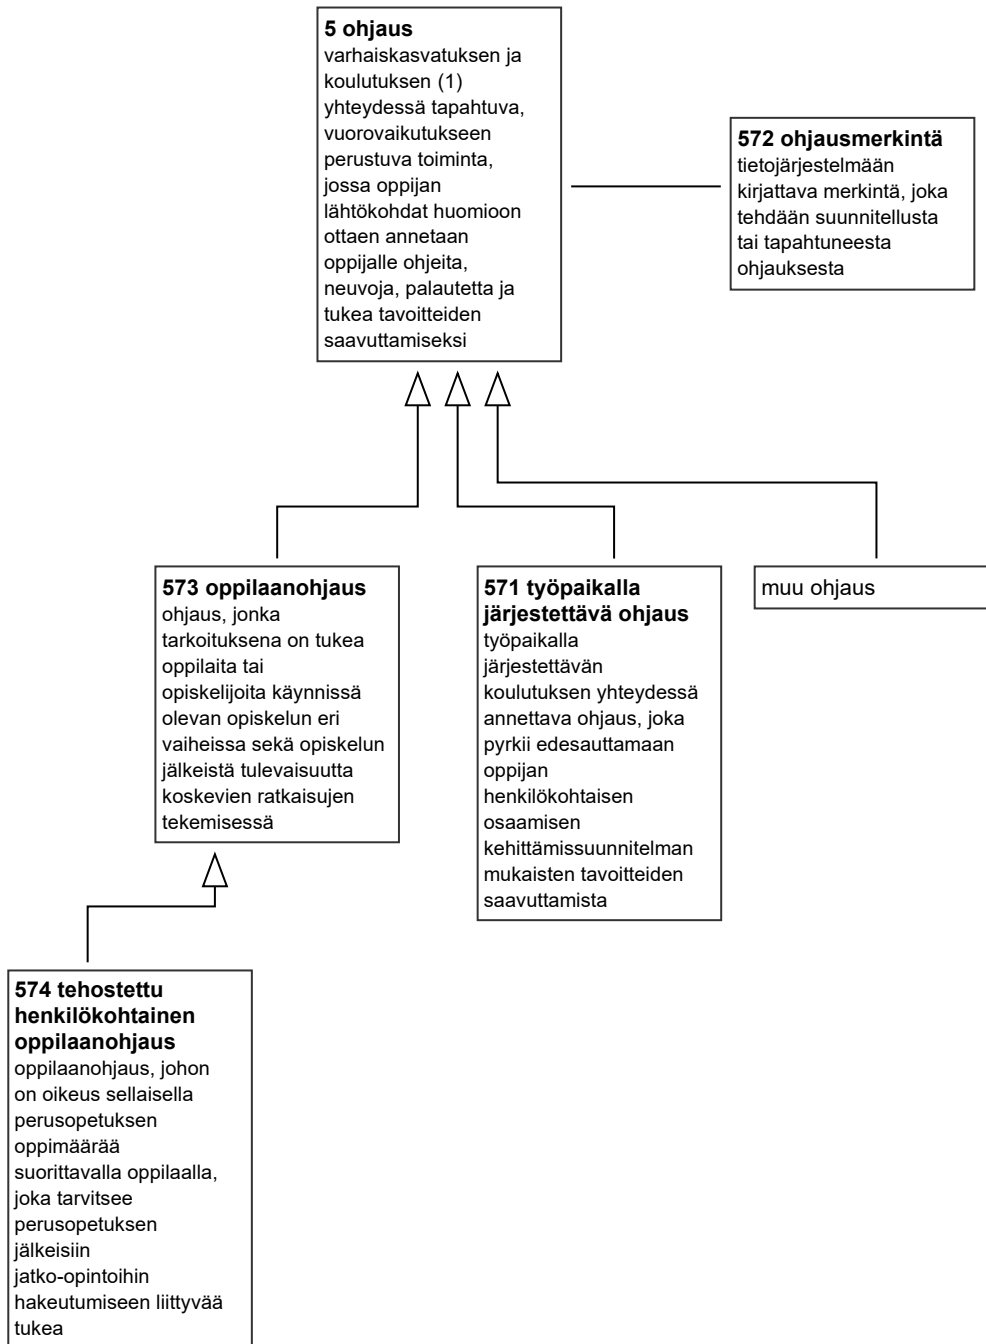 5 ohjaus
varhaiskasvatuksen ja
koulutuksen (1)
yhteydessä tapahtuva,
vuorovaikutukseen
perustuva toiminta,
jossa oppijan
lähtökohdat huomioon
ottaen annetaan
oppijalle ohjeita,
neuvoja, palautetta ja
tukea tavoitteiden
saavuttamiseksi
572 ohjausmerkintä
tietojärjestelmään
kirjattava merkintä, joka
tehdään suunnitellusta
tai tapahtuneesta
ohjauksesta
573 oppilaanohjaus
ohjaus, jonka
tarkoituksena on tukea
oppilaita tai
opiskelijoita käynnissä
olevan opiskelun eri
vaiheissa sekä opiskelun
jälkeistä tulevaisuutta
koskevien ratkaisujen
tekemisessä
571 työpaikalla
järjestettävä ohjaus
työpaikalla
järjestettävän
koulutuksen yhteydessä
annettava ohjaus, joka
pyrkii edesauttamaan
oppijan
henkilökohtaisen
osaamisen
kehittämissuunnitelman
mukaisten tavoitteiden
saavuttamista
muu ohjaus
574 tehostettu
henkilökohtainen
oppilaanohjaus
oppilaanohjaus, johon
on oikeus sellaisella
perusopetuksen
oppimäärää
suorittavalla oppilaalla,
joka tarvitsee
perusopetuksen
jälkeisiin
jatko-opintoihin
hakeutumiseen liittyvää
tukea